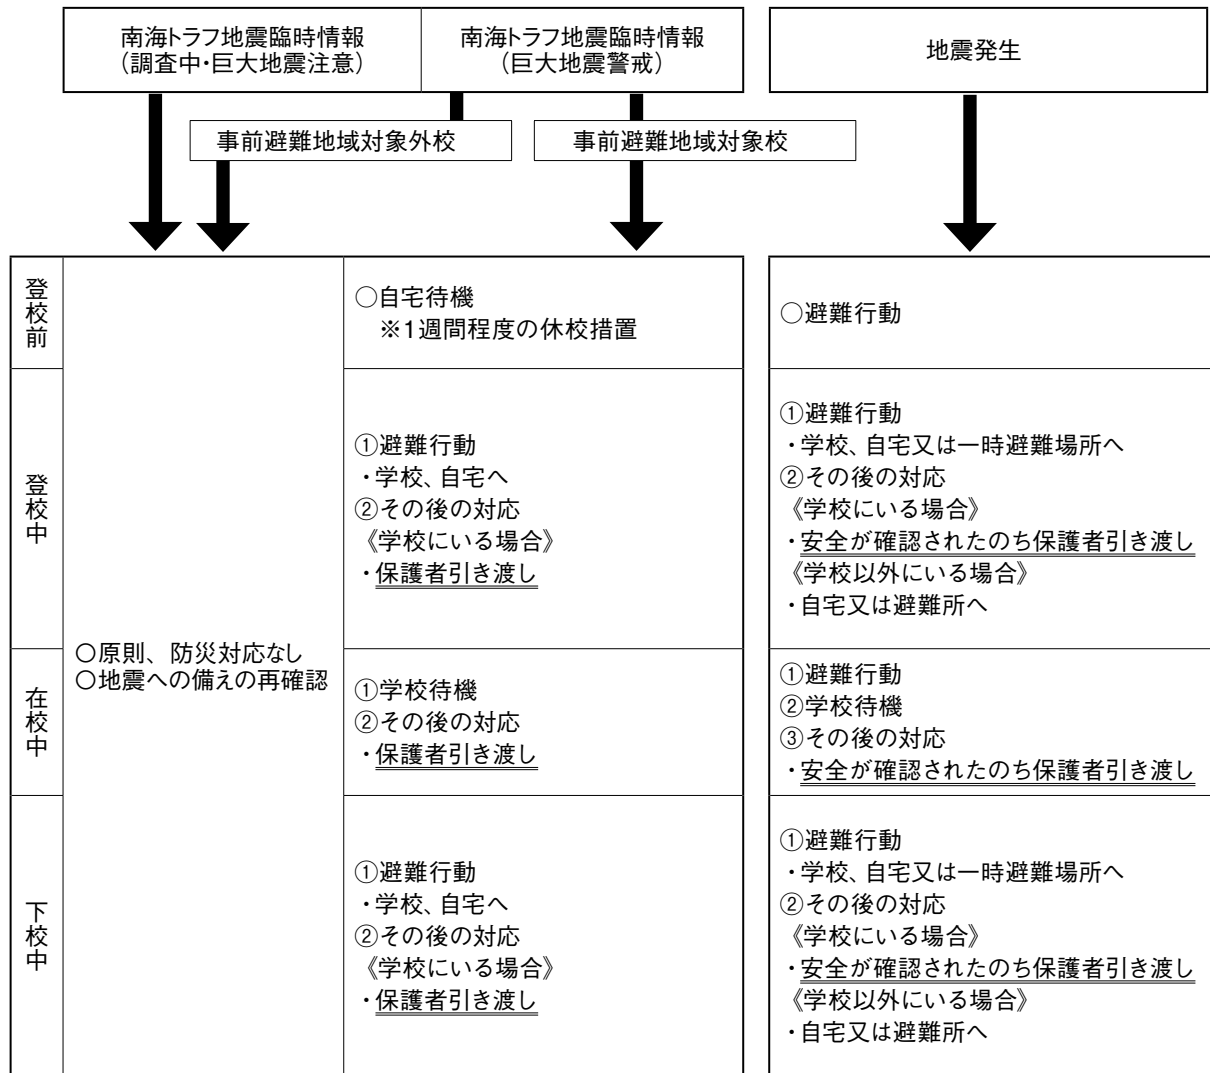 南海トラフ地震臨時情報
（調査中・巨大地震注意）
南海トラフ地震臨時情報
（巨大地震警戒）
地震発生
事前避難地域対象外校
事前避難地域対象校
登校前
○原則、防災対応なし
○地震への備えの再確認
○自宅待機
※1週間程度の休校措置
○避難行動
登校中
①避難行動
・学校、自宅へ
②その後の対応
《学校にいる場合》
・保護者引き渡し
①避難行動
・学校、自宅又は一時避難場所へ
②その後の対応
《学校にいる場合》
・安全が確認されたのち保護者引き渡し
《学校以外にいる場合》
・自宅又は避難所へ
在校中
①学校待機
②その後の対応
・保護者引き渡し
①避難行動
②学校待機
③その後の対応
・安全が確認されたのち保護者引き渡し
下校中
①避難行動
・学校、自宅へ
②その後の対応
《学校にいる場合》
・保護者引き渡し
①避難行動
・学校、自宅又は一時避難場所へ
②その後の対応
《学校にいる場合》
・安全が確認されたのち保護者引き渡し
《学校以外にいる場合》
・自宅又は避難所へ